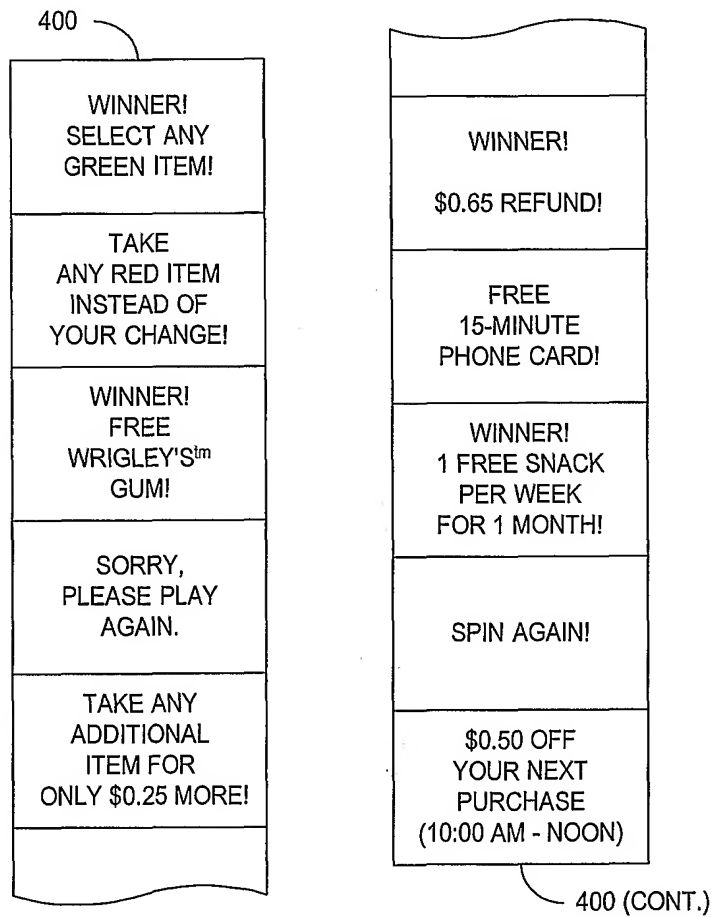 400
WINNER!
SELECT ANY
GREEN ITEM!
TAKE
ANY RED ITEM
INSTEAD OF
YOUR CHANGE!
WINNER!
FREE
WRIGLEY'S™
GUM!
SORRY,
PLEASE PLAY
AGAIN.
TAKE ANY
ADDITIONAL
ITEM FOR
ONLY $0.25 MORE!
WINNER!
$0.65 REFUND!
FREE
15-MINUTE
PHONE CARD!
WINNER!
1 FREE SNACK
PER WEEK
FOR 1 MONTH!
SPIN AGAIN!
$0.50 OFF
YOUR NEXT
PURCHASE
(10:00 AM - NOON)
400 (CONT.)